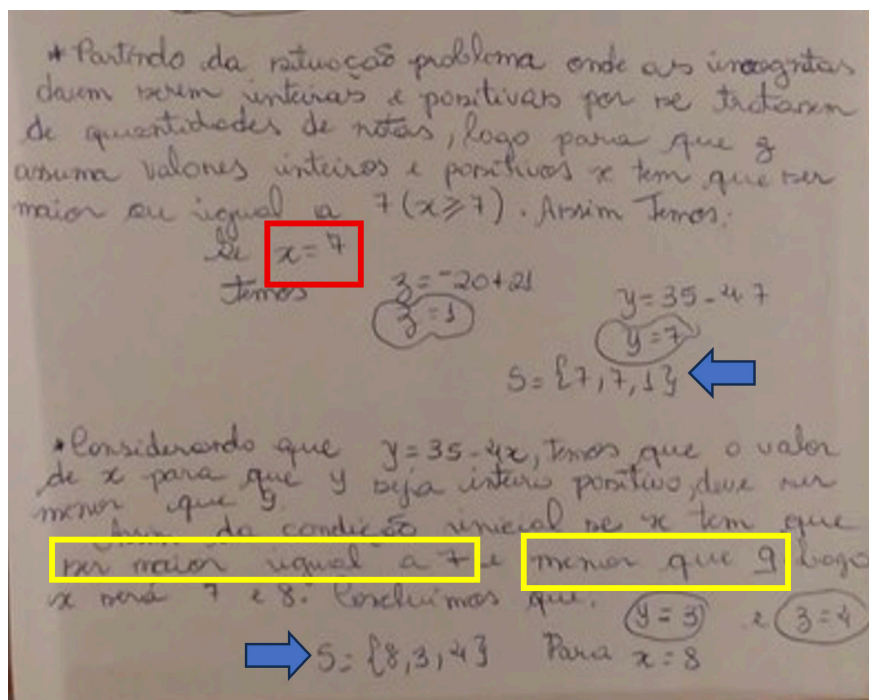 * Partindo da situação problema onde as incognitas
devem serem inteiras e positivas por se tratarem
de quantidades de notas, logo para que z
assuma valores inteiros e positivos x tem que ser
maior ou igual a 7 (x ≥ 7). Assim Temos:
Se x = 7
temos z = -20+21 y = 35 - 4 7
z = 1 y = 7
S = {7, 7, 1}
* Considerando que y = 35 - 4x, temos que o valor
de x para que y seja inteiro positivo, deve ser
menor que 9.
Assim da condição inicial se x tem que
ser maior igual a 7 e menor que 9 logo
x será 7 e 8. Concluimos que.
y = 3 e z = 4
S = {8, 3, 4} Para x = 8